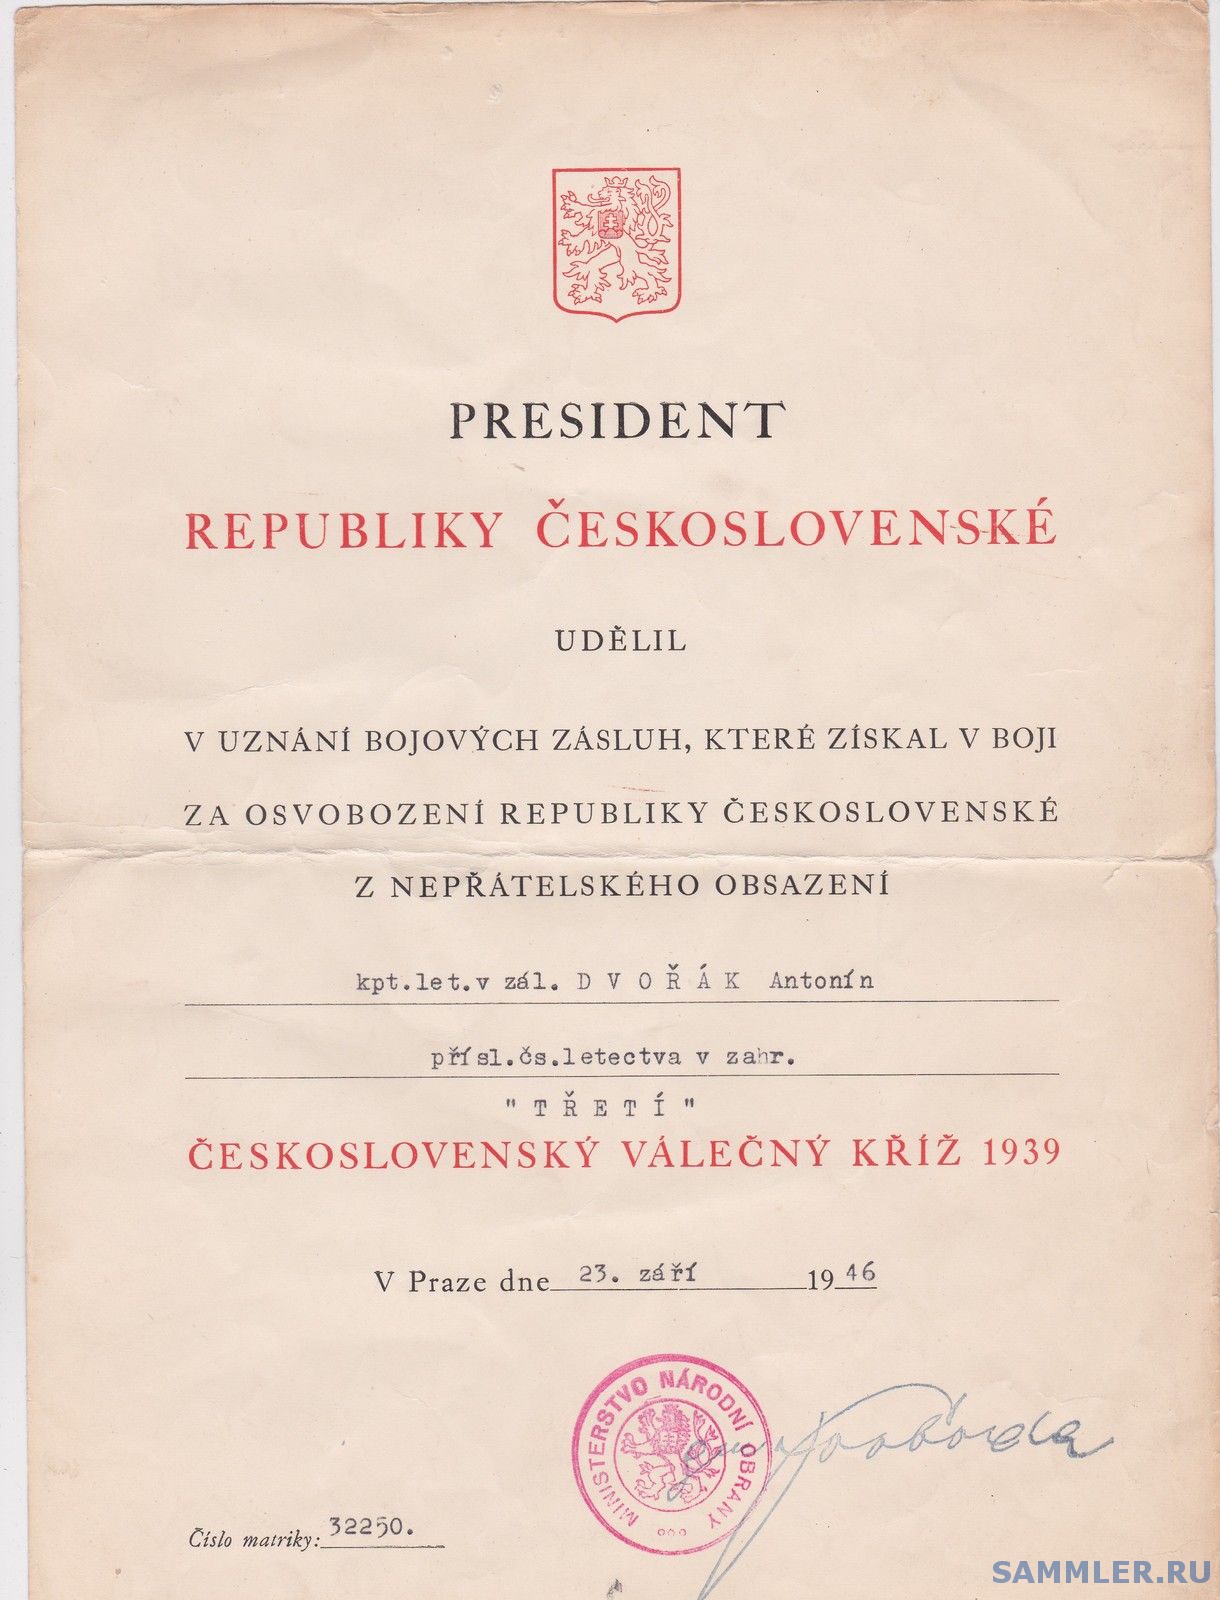 PRESIDENT
REPUBLIKY ČESKOSLOVENSKÉ
UDĚLIL
V UZNÁNÍ BOJOVÝCH ZÁSLUH, KTERÉ ZÍSKAL V BOJI
ZA OSVOBOZENÍ REPUBLIKY ČESKOSLOVENSKÉ
Z NEPŘÁTELSKÉHO OBSAZENÍ
kpt.let.v zál. DVOŘÁK Antonín
přísl.čs.letectva v zahr.
"TŘETÍ"
ČESKOSLOVENSKÝ VÁLEČNÝ KŘÍŽ 1939
V Praze dne 23. září 1946
MINISTERSTVO NÁRODNÍ OBRANY
Číslo matriky: 32250.
SAMMLER.RU